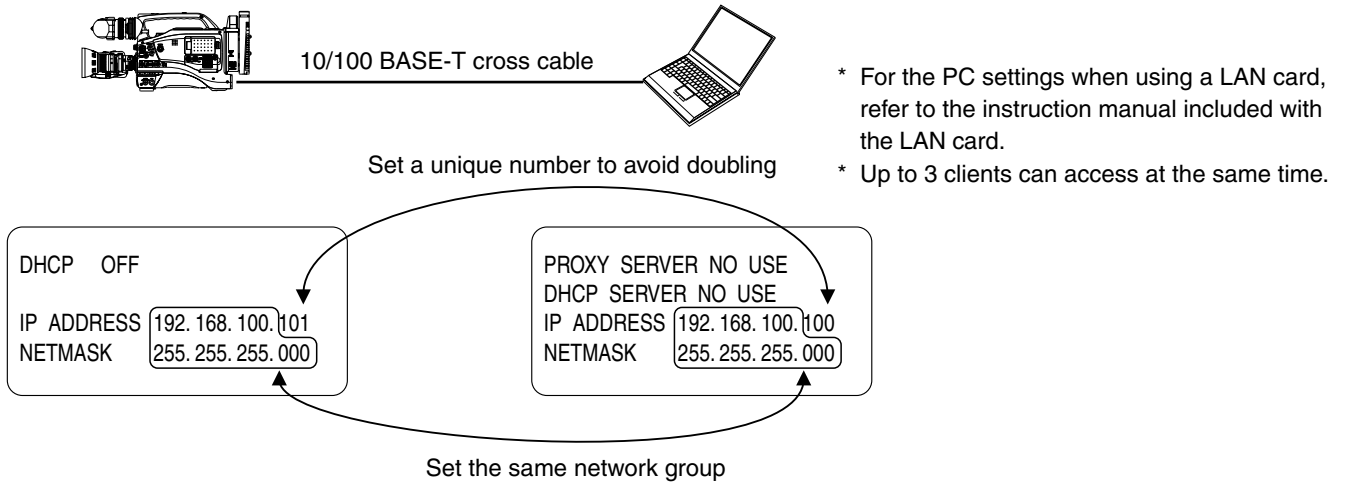 10/100 BASE-T cross cable
* For the PC settings when using a LAN card,
refer to the instruction manual included with
the LAN card.
* Up to 3 clients can access at the same time.
Set a unique number to avoid doubling
DHCP OFF
IP ADDRESS 192.168.100.101
NETMASK 255.255.255.000
PROXY SERVER NO USE
DHCP SERVER NO USE
IP ADDRESS 192.168.100.100
NETMASK 255.255.255.000
Set the same network group